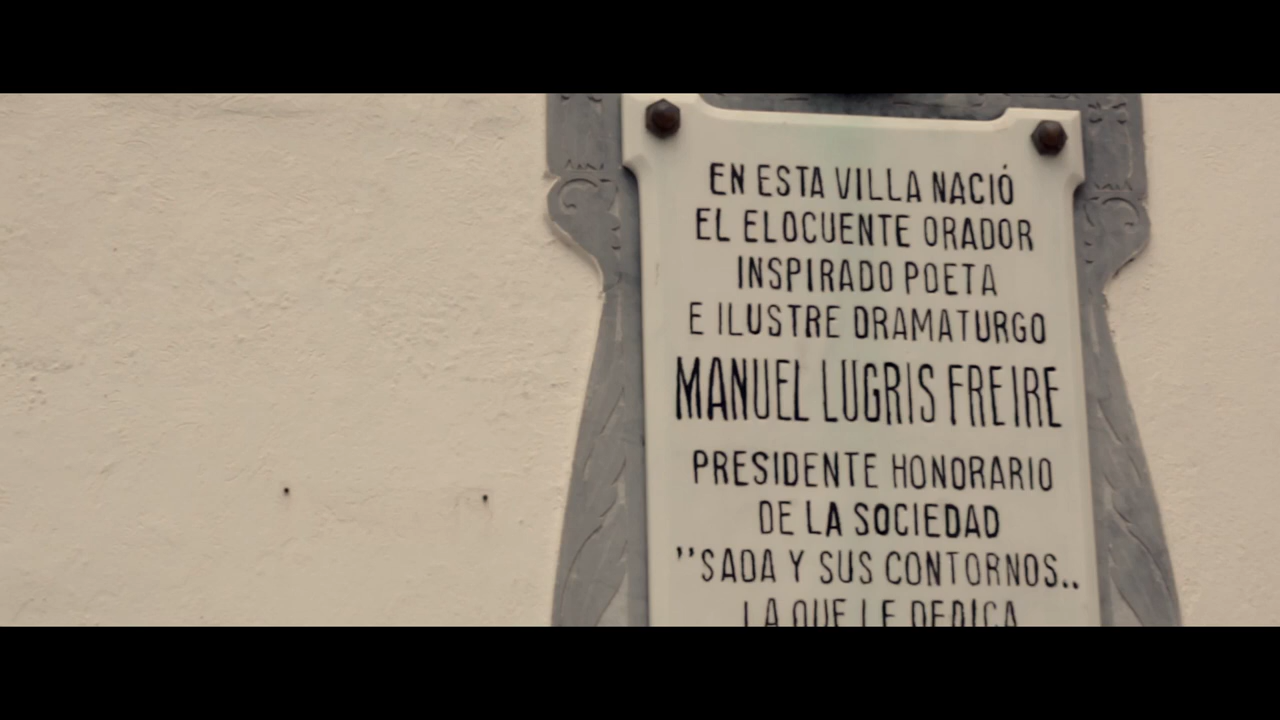 EN ESTA VILLA NACIÓ
EL ELOCUENTE ORADOR
INSPIRADO POETA
E ILUSTRE DRAMATURGO
MANUEL LUGRIS FREIRE
PRESIDENTE HONORARIO
DE LA SOCIEDAD
”SADA Y SUS CONTORNOS..
LA QUE LE DEDICA